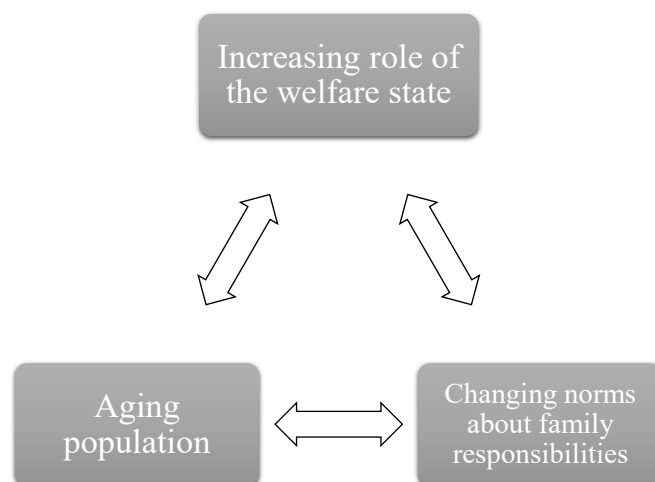 Increasing role of
the welfare state
Aging
population
Changing norms
about family
responsibilities